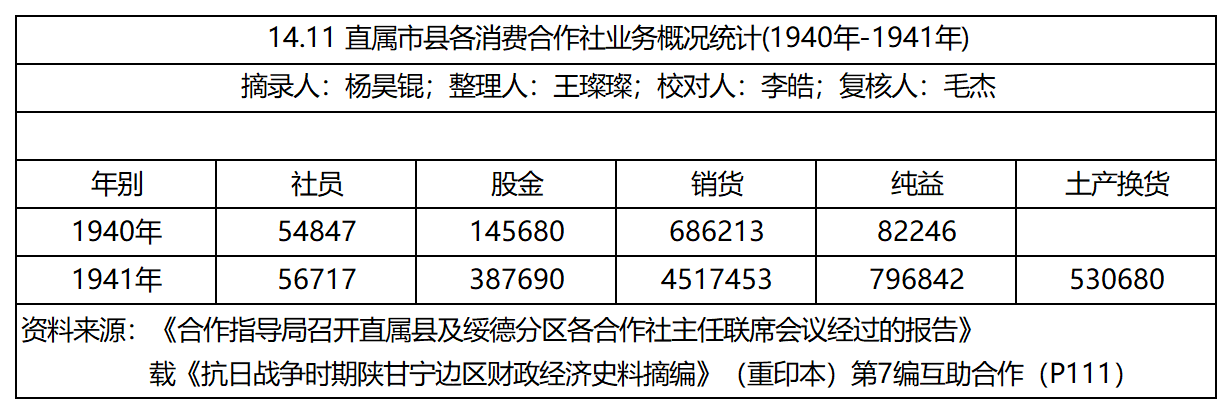 14.11 直属市县各消费合作社业务概况统计(1940年-1941年)
摘录人：杨昊锟；整理人：王璨璨；校对人：李皓；复核人：毛杰
年别 社员 股金 销货 纯益 土产换货
1940年 54847 145680 686213 82246
1941年 56717 387690 4517453 796842 530680
资料来源：《合作指导局召开直属县及绥德分区各合作社主任联席会议经过的报告》
载《抗日战争时期陕甘宁边区财政经济史料摘编》（重印本）第7编互助合作（P111）